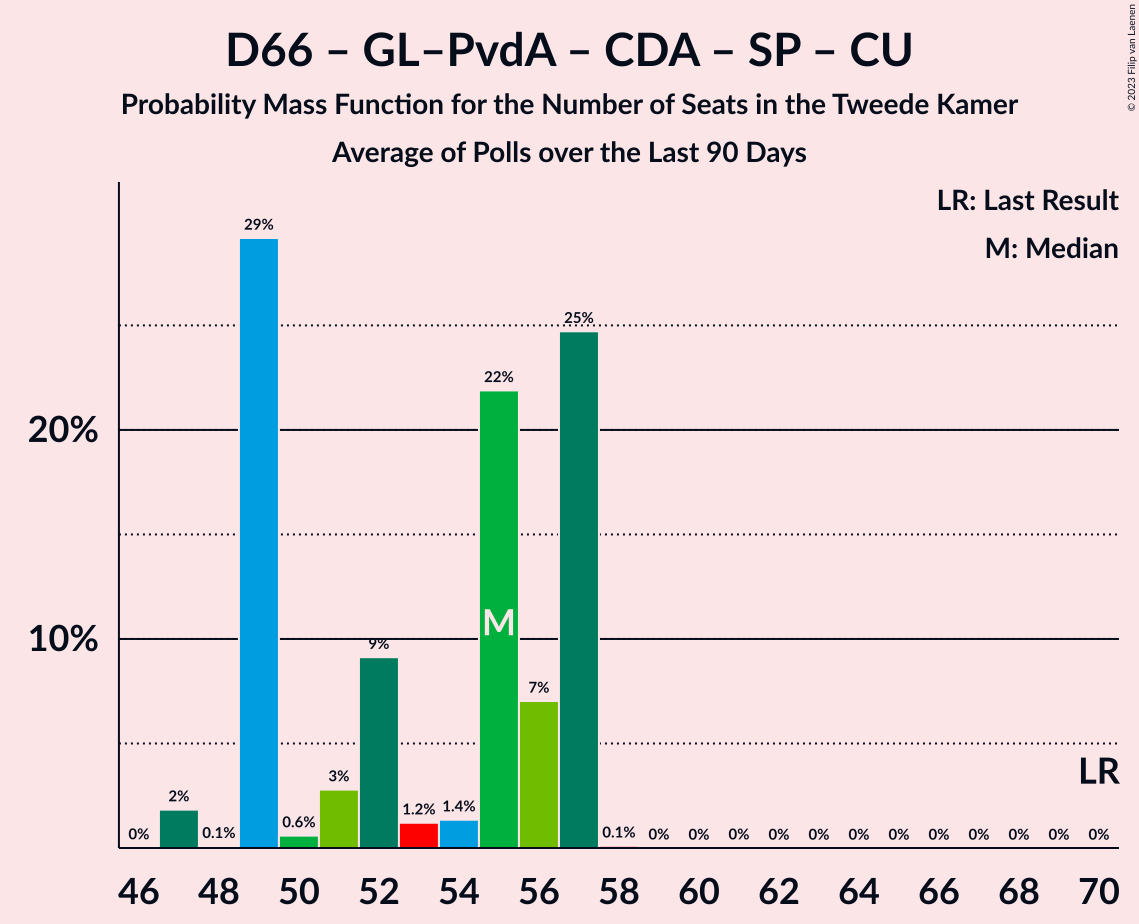 D66 – GL–PvdA – CDA – SP – CU
Probability Mass Function for the Number of Seats in the Tweede Kamer
Average of Polls over the Last 90 Days
© 2023 Filip van Laenen
LR: Last Result
M: Median
29%
25%
22%
20%
M
10%
9%
7%
LR
3%
2%
1.2%
1.4%
0.6%
0% 0.1% 0.1% 0% 0% 0% 0% 0% 0% 0% 0% 0% 0% 0% 0%
46 48 50 52 54 56 58 60 62 64 66 68 70